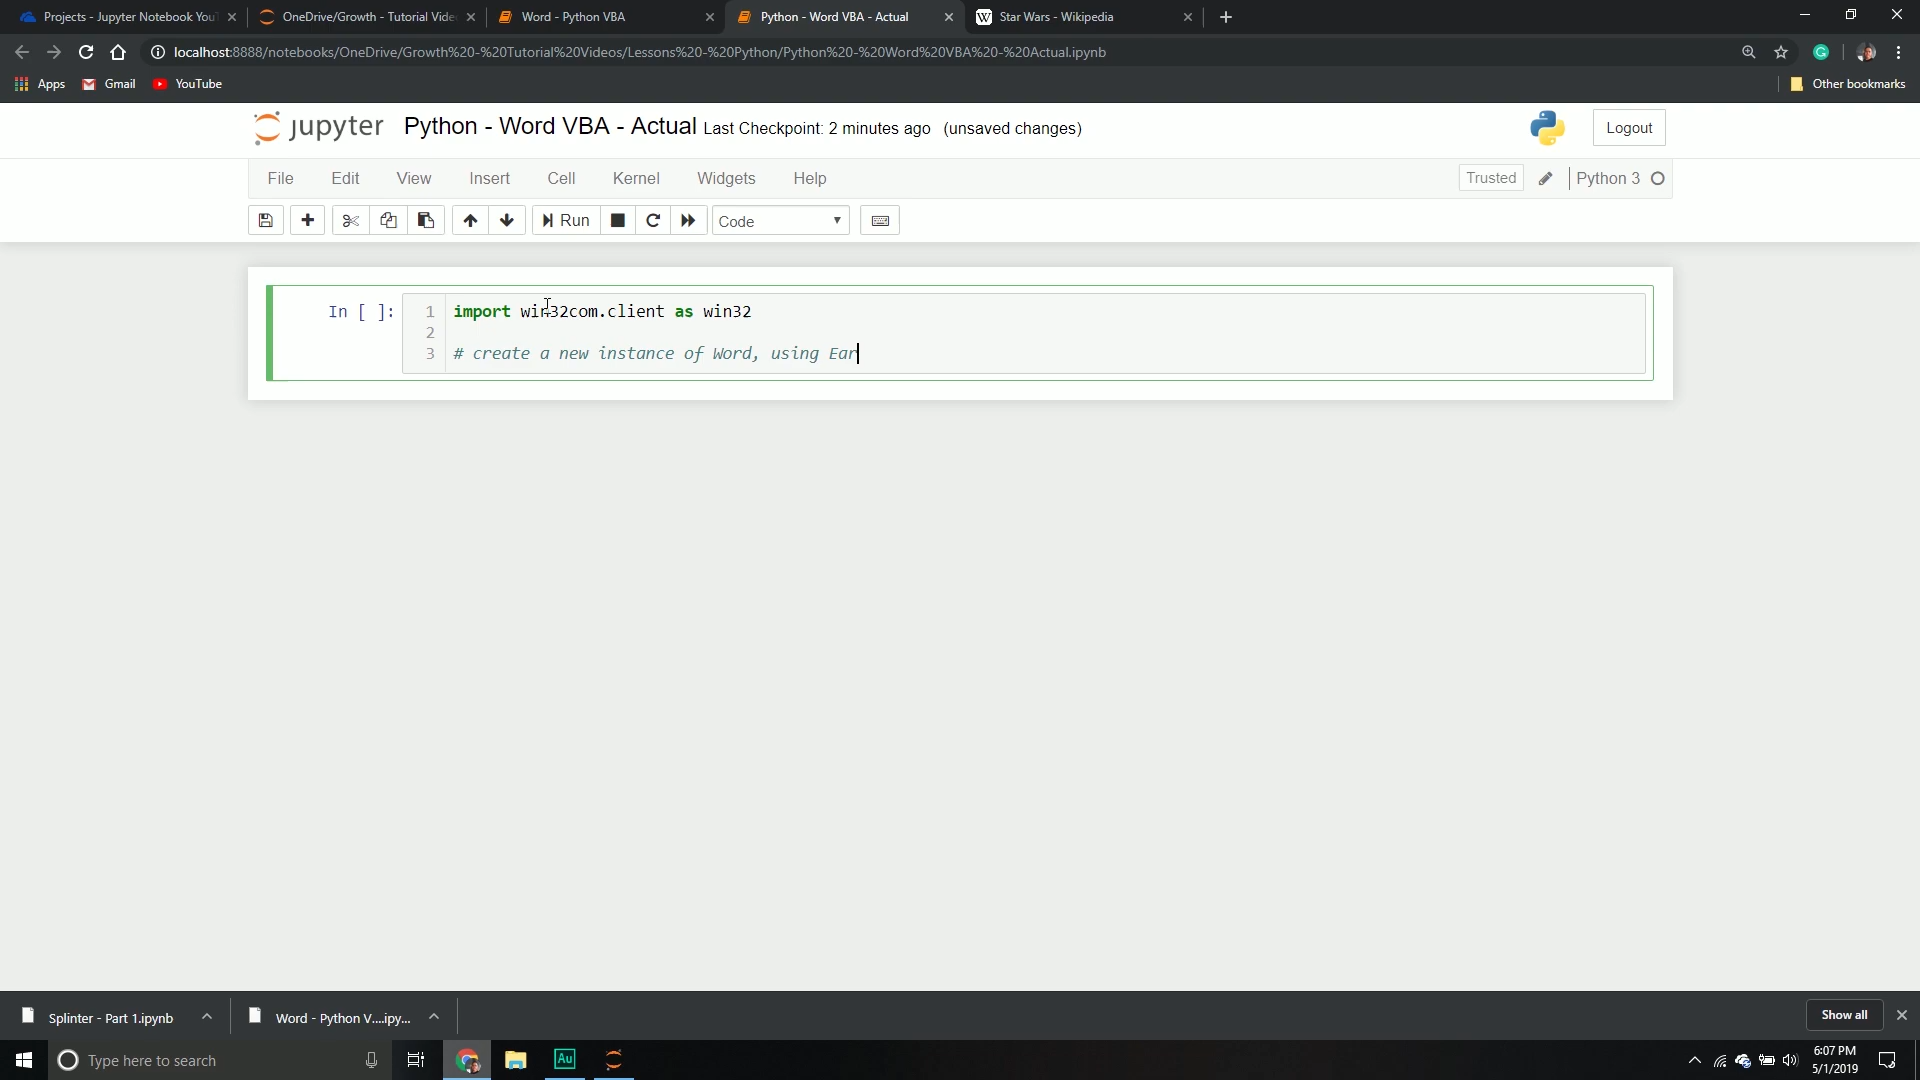 Projects - Jupyter Notebook You
OneDrive/Growth - Tutorial Vide
Word - Python VBA
Python - Word VBA - Actual
W Star Wars - Wikipedia
localhost:8888/notebooks/OneDrive/Growth%20-%20Tutorial%20Videos/Lessons%20-%20Python/Python%20-%20Word%20VBA%20-%20Actual.ipynb
Apps Gmail YouTube Other bookmarks
jupyter Python - Word VBA - Actual Last Checkpoint: 2 minutes ago (unsaved changes) Logout
File Edit View Insert Cell Kernel Widgets Help Trusted Python 3
Run Code
In [ ]: 1 import win32com.client as win32
2
3 # create a new instance of Word, using Ear
Splinter - Part 1.ipynb Word - Python V....ipy... Show all
Type here to search Au 6:07 PM
5/1/2019